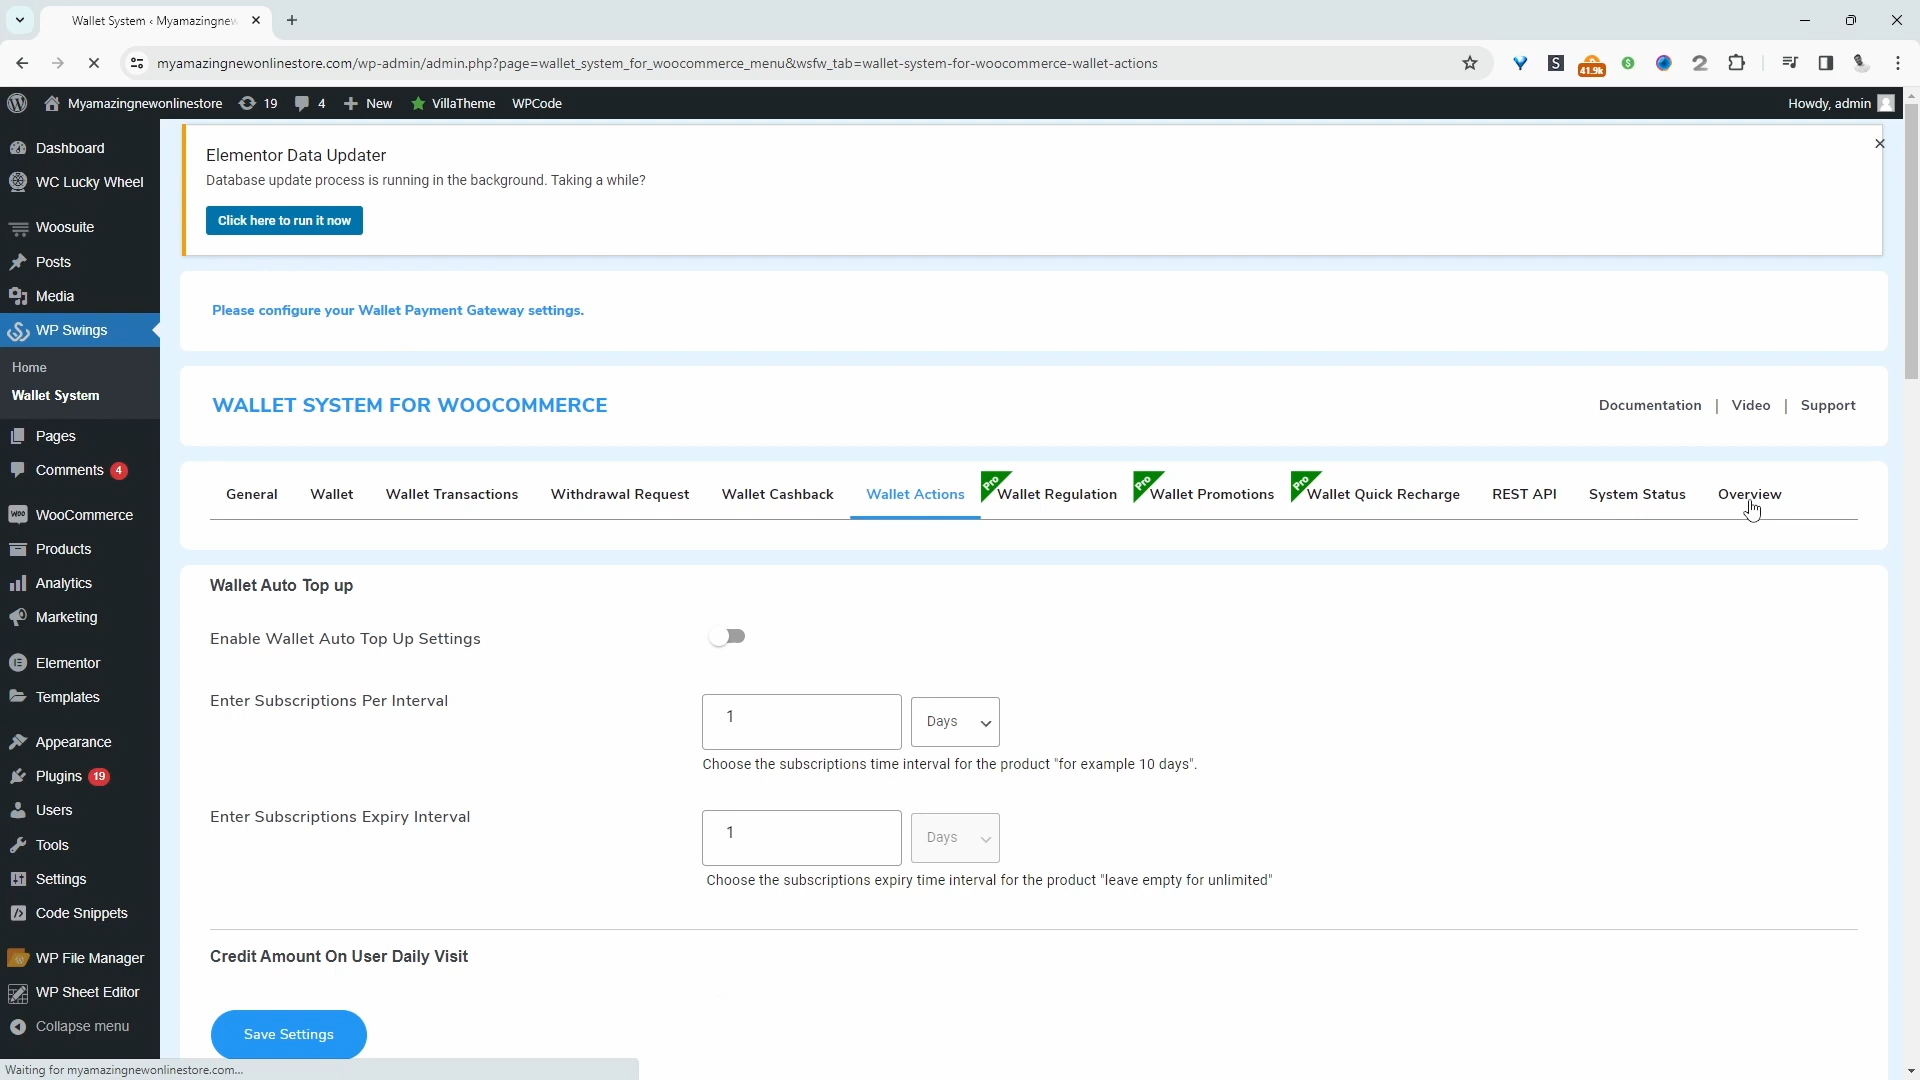 Wallet System ‹ Myamazingnew
myamazingnewonlinestore.com/wp-admin/admin.php?page=wallet_system_for_woocommerce_menu&wsfw_tab=wallet-system-for-woocommerce-wallet-actions
41.9k
Myamazingnewonlinestore 19 4 New VillaTheme WPCode Howdy, admin
Dashboard
WC Lucky Wheel
Woosuite
Posts
Media
WP Swings
Home
Wallet System
Pages
Comments 4
WooCommerce
Products
Analytics
Marketing
Elementor
Templates
Appearance
Plugins 19
Users
Tools
Settings
Code Snippets
WP File Manager
WP Sheet Editor
Collapse menu
Elementor Data Updater
Database update process is running in the background. Taking a while?
Click here to run it now
Please configure your Wallet Payment Gateway settings.
WALLET SYSTEM FOR WOOCOMMERCE
Documentation | Video | Support
General Wallet Wallet Transactions Withdrawal Request Wallet Cashback Wallet Actions Pro Wallet Regulation Pro Wallet Promotions Pro Wallet Quick Recharge REST API System Status Overview
Wallet Auto Top up
Enable Wallet Auto Top Up Settings
Enter Subscriptions Per Interval
1 Days
Choose the subscriptions time interval for the product "for example 10 days".
Enter Subscriptions Expiry Interval
1 Days
Choose the subscriptions expiry time interval for the product "leave empty for unlimited"
Credit Amount On User Daily Visit
Save Settings
Waiting for myamazingnewonlinestore.com...